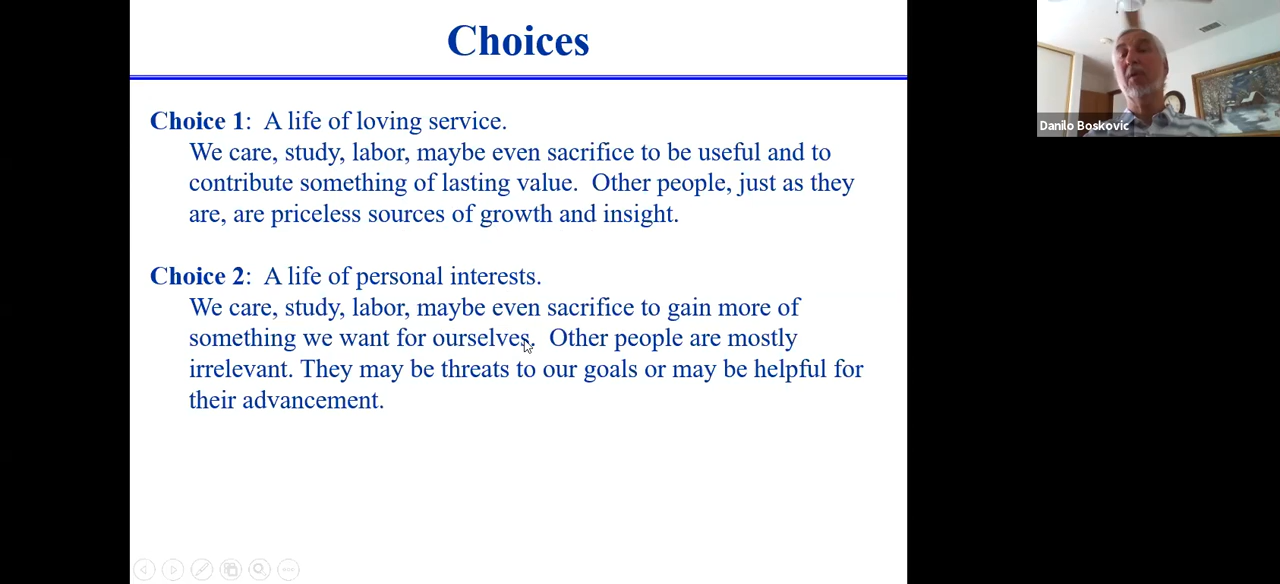 Choices
Choice 1:  A life of loving service.
We care, study, labor, maybe even sacrifice to be useful and to
contribute something of lasting value.  Other people, just as they
are, are priceless sources of growth and insight.
Choice 2:  A life of personal interests.
We care, study, labor, maybe even sacrifice to gain more of
something we want for ourselves.  Other people are mostly
irrelevant. They may be threats to our goals or may be helpful for
their advancement.
Danilo Boskovic